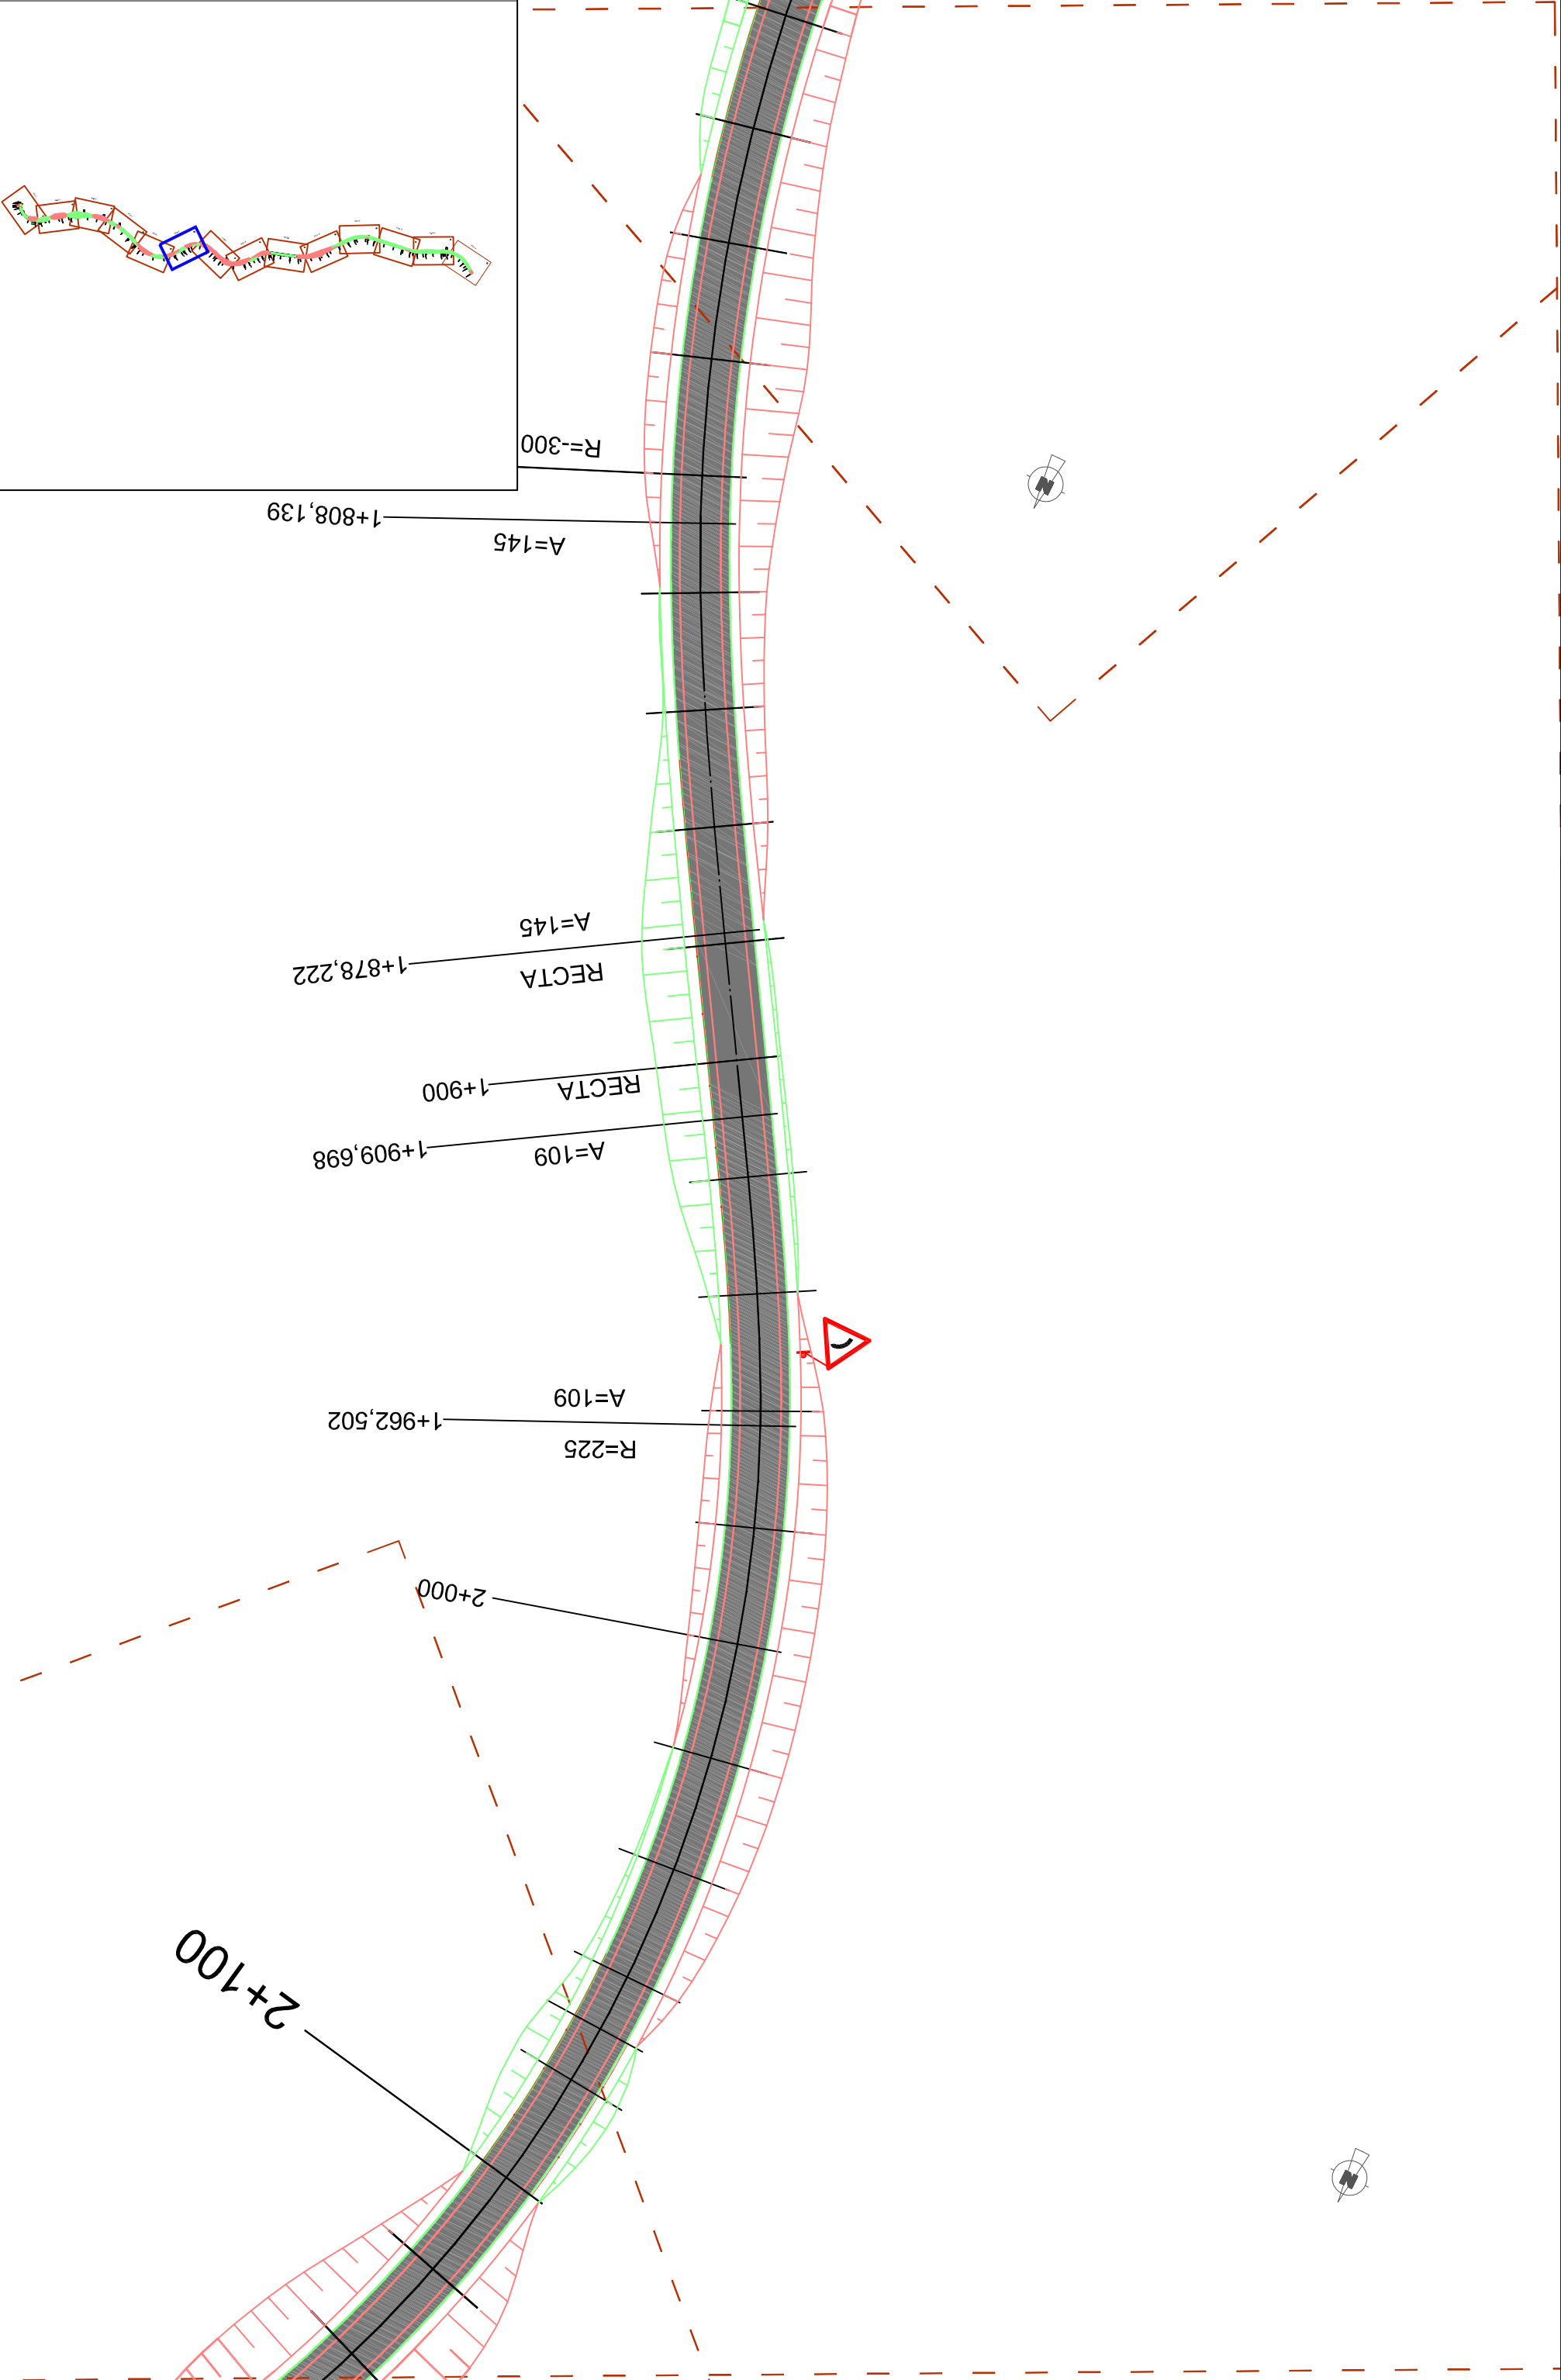 R=-300
1+808,139
A=145
A=145
1+878,222
RECTA
1+900
RECTA
1+909,698
A=109
A=109
1+962,502
R=225
2+000
2+100
N
N